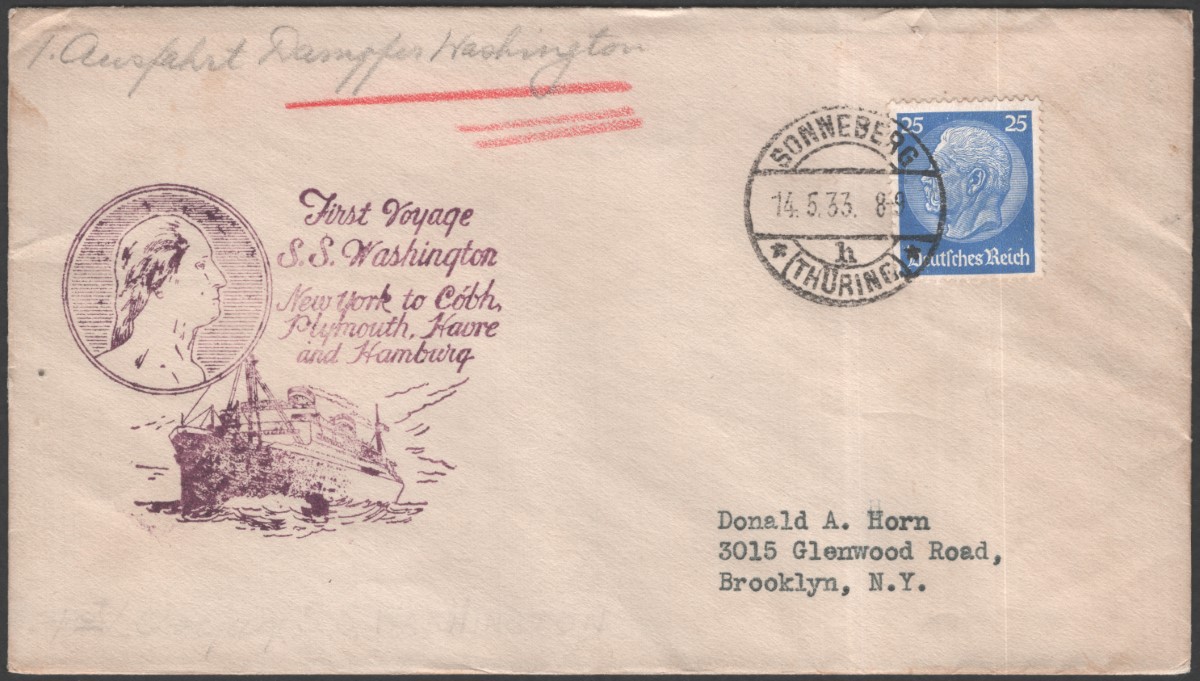 1. Ausfahrt Dampfer Washington
First Voyage
S.S. Washington
New York to Cóbh,
Plymouth, Havre
and Hamburg
SONNEBERG
14.5.33. 8-9
h
* (THÜRING.) *
25 25
Deutsches Reich
Donald A. Horn
3015 Glenwood Road,
Brooklyn, N.Y.